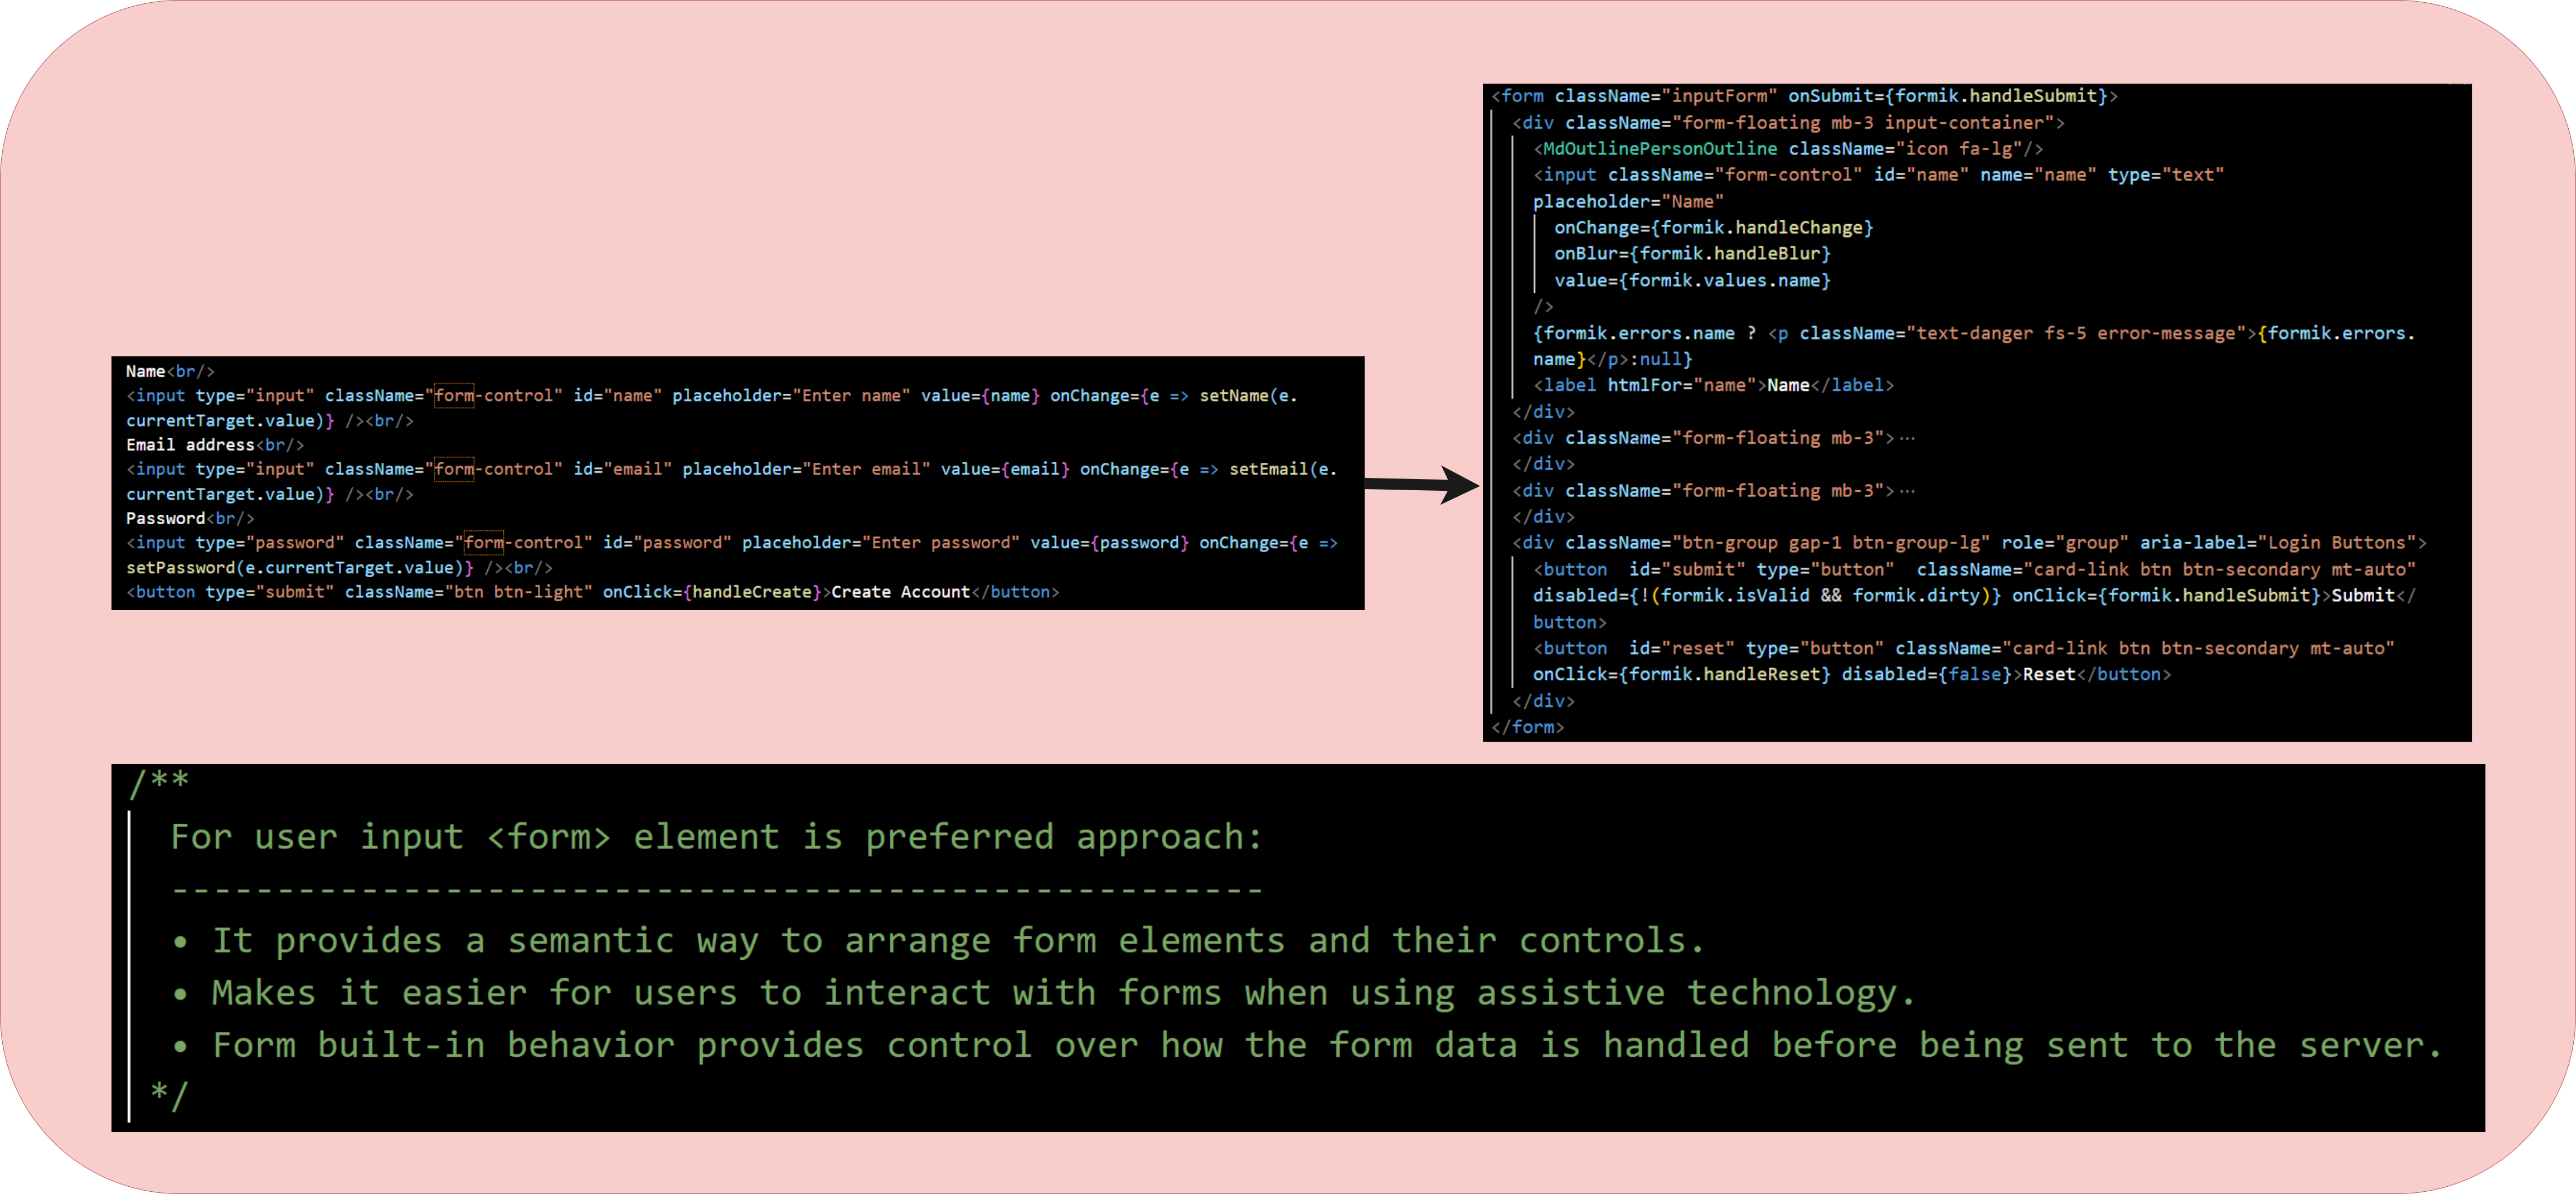 Name<br/>
<input type="input" className="form-control" id="name" placeholder="Enter name" value={name} onChange={e => setName(e.
currentTarget.value)} /><br/>
Email address<br/>
<input type="input" className="form-control" id="email" placeholder="Enter email" value={email} onChange={e => setEmail(e.
currentTarget.value)} /><br/>
Password<br/>
<input type="password" className="form-control" id="password" placeholder="Enter password" value={password} onChange={e =>
setPassword(e.currentTarget.value)} /><br/>
<button type="submit" className="btn btn-light" onClick={handleCreate}>Create Account</button>
<form className="inputForm" onSubmit={formik.handleSubmit}>
<div className="form-floating mb-3 input-container">
<MdOutlinePersonOutline className="icon fa-lg"/>
<input className="form-control" id="name" name="name" type="text"
placeholder="Name"
onChange={formik.handleChange}
onBlur={formik.handleBlur}
value={formik.values.name}
/>
{formik.errors.name ? <p className="text-danger fs-5 error-message">{formik.errors.
name}</p>:null}
<label htmlFor="name">Name</label>
</div>
<div className="form-floating mb-3">···
</div>
<div className="form-floating mb-3">···
</div>
<div className="btn-group gap-1 btn-group-lg" role="group" aria-label="Login Buttons">
<button  id="submit" type="button"  className="card-link btn btn-secondary mt-auto"
disabled={!(formik.isValid && formik.dirty)} onClick={formik.handleSubmit}>Submit</
button>
<button  id="reset" type="button" className="card-link btn btn-secondary mt-auto"
onClick={formik.handleReset} disabled={false}>Reset</button>
</div>
</form>
/**
For user input <form> element is preferred approach:
----------------------------------------------------
• It provides a semantic way to arrange form elements and their controls.
• Makes it easier for users to interact with forms when using assistive technology.
• Form built-in behavior provides control over how the form data is handled before being sent to the server.
*/